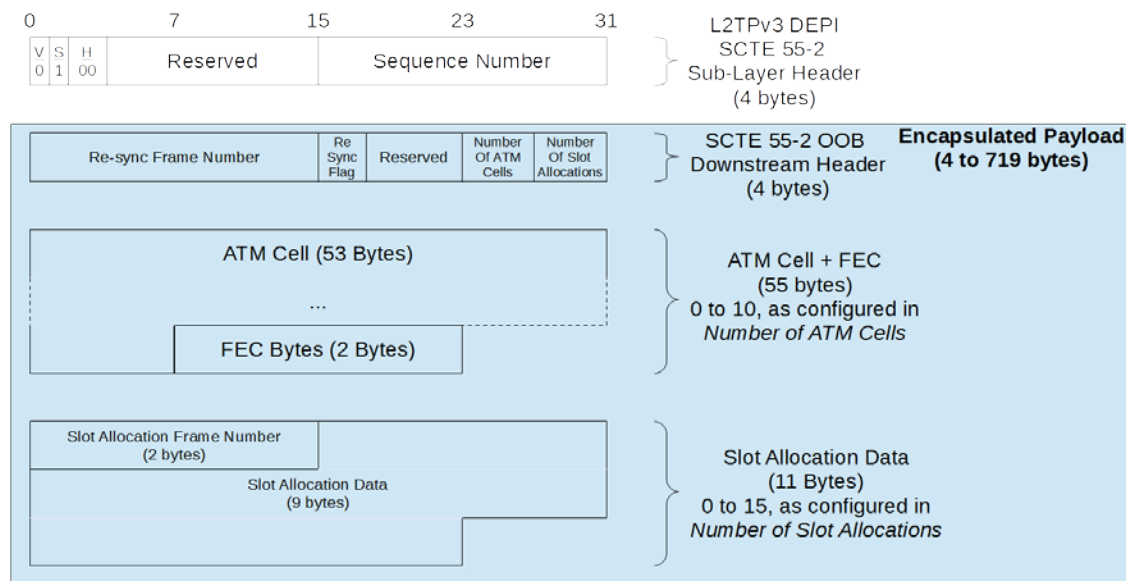 0 7 15 23 31
V
0
S
1
H
00
Reserved
Sequence Number
L2TPv3 DEPI
SCTE 55-2
Sub-Layer Header
(4 bytes)
Re-sync Frame Number
Re
Sync
Flag
Reserved
Number
Of ATM
Cells
Number
Of Slot
Allocations
SCTE 55-2 OOB
Downstream Header
(4 bytes)
Encapsulated Payload
(4 to 719 bytes)
ATM Cell (53 Bytes)
...
FEC Bytes (2 Bytes)
ATM Cell + FEC
(55 bytes)
0 to 10, as configured in
Number of ATM Cells
Slot Allocation Frame Number
(2 bytes)
Slot Allocation Data
(9 bytes)
Slot Allocation Data
(11 Bytes)
0 to 15, as configured in
Number of Slot Allocations